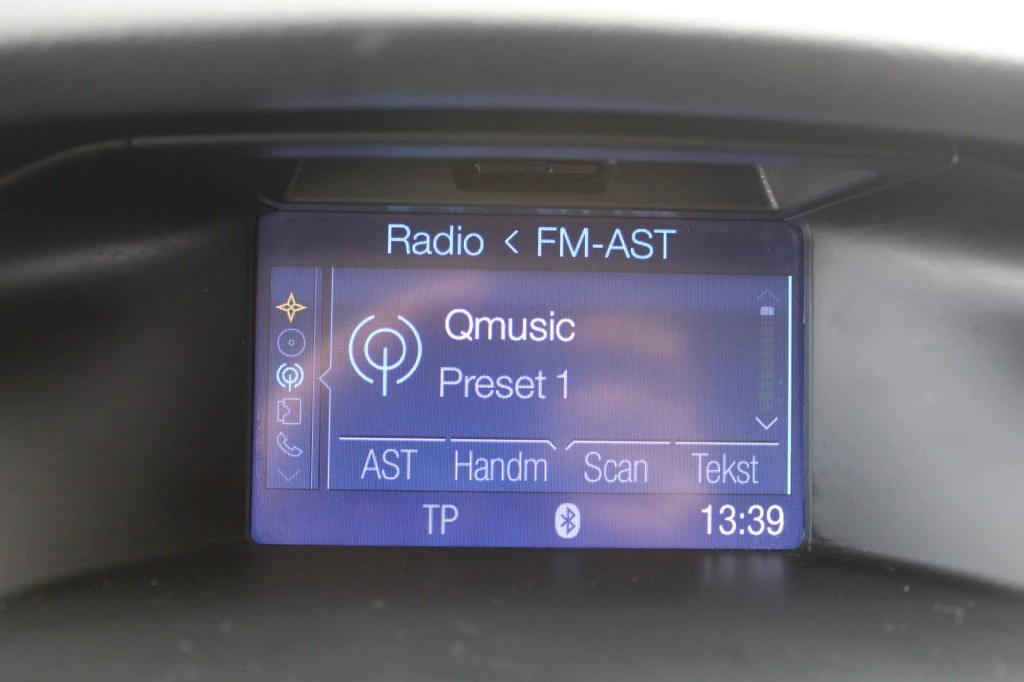 Radio < FM-AST
Qmusic
Preset 1
AST Handm Scan Tekst
TP 13:39